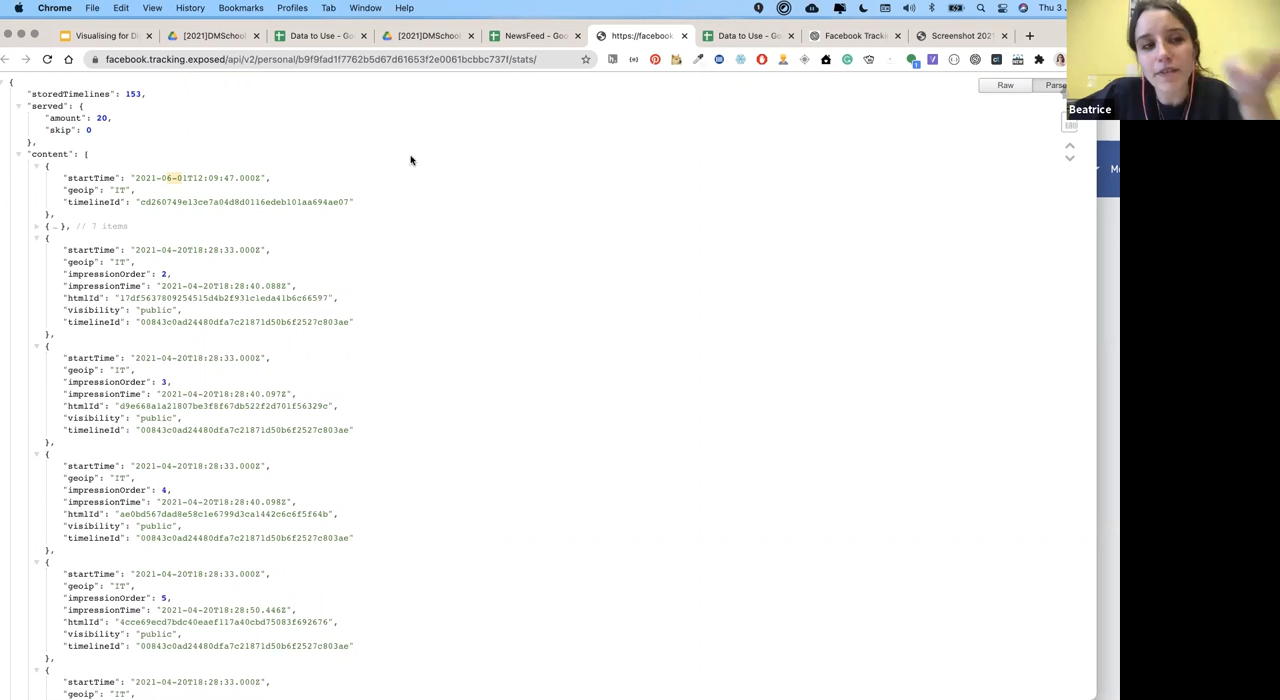 Chrome File Edit View History Bookmarks Profiles Tab Window Help Thu 3
Visualising for Di
[2021]DMSchool
Data to Use - Go
[2021]DMSchool
NewsFeed - Goo
https://facebook
Data to Use - Go
Facebook Tracki
Screenshot 2021
facebook.tracking.exposed/api/v2/personal/b9f9fad1f7762b5d67d61653f2e0061bcbbc737f/stats/
Raw
Parse
Beatrice
{
"storedTimelines": 153,
"served": {
"amount": 20,
"skip": 0
},
"content": [
{
"startTime": "2021-06-01T12:09:47.000Z",
"geoip": "IT",
"timelineId": "cd260749e13ce7a04d8d0116edeb101aa694ae07"
},
{ … }, // 7 items
{
"startTime": "2021-04-20T18:28:33.000Z",
"geoip": "IT",
"impressionOrder": 2,
"impressionTime": "2021-04-20T18:28:40.088Z",
"htmlId": "17df5637809254515d4b2f931c1eda41b6c66597",
"visibility": "public",
"timelineId": "00843c0ad24480dfa7c21871d50b6f2527c803ae"
},
{
"startTime": "2021-04-20T18:28:33.000Z",
"geoip": "IT",
"impressionOrder": 3,
"impressionTime": "2021-04-20T18:28:40.097Z",
"htmlId": "d9e668a1a21807be3f8f67db522f2d701f56329c",
"visibility": "public",
"timelineId": "00843c0ad24480dfa7c21871d50b6f2527c803ae"
},
{
"startTime": "2021-04-20T18:28:33.000Z",
"geoip": "IT",
"impressionOrder": 4,
"impressionTime": "2021-04-20T18:28:40.098Z",
"htmlId": "ae0bd567dad8e58c1e6799d3ca1442c6c6f5f64b",
"visibility": "public",
"timelineId": "00843c0ad24480dfa7c21871d50b6f2527c803ae"
},
{
"startTime": "2021-04-20T18:28:33.000Z",
"geoip": "IT",
"impressionOrder": 5,
"impressionTime": "2021-04-20T18:28:50.446Z",
"htmlId": "4cce69ecd7bdc40eaef117a40cbd75083f692676",
"visibility": "public",
"timelineId": "00843c0ad24480dfa7c21871d50b6f2527c803ae"
},
{
"startTime": "2021-04-20T18:28:33.000Z",
"geoip": "IT",